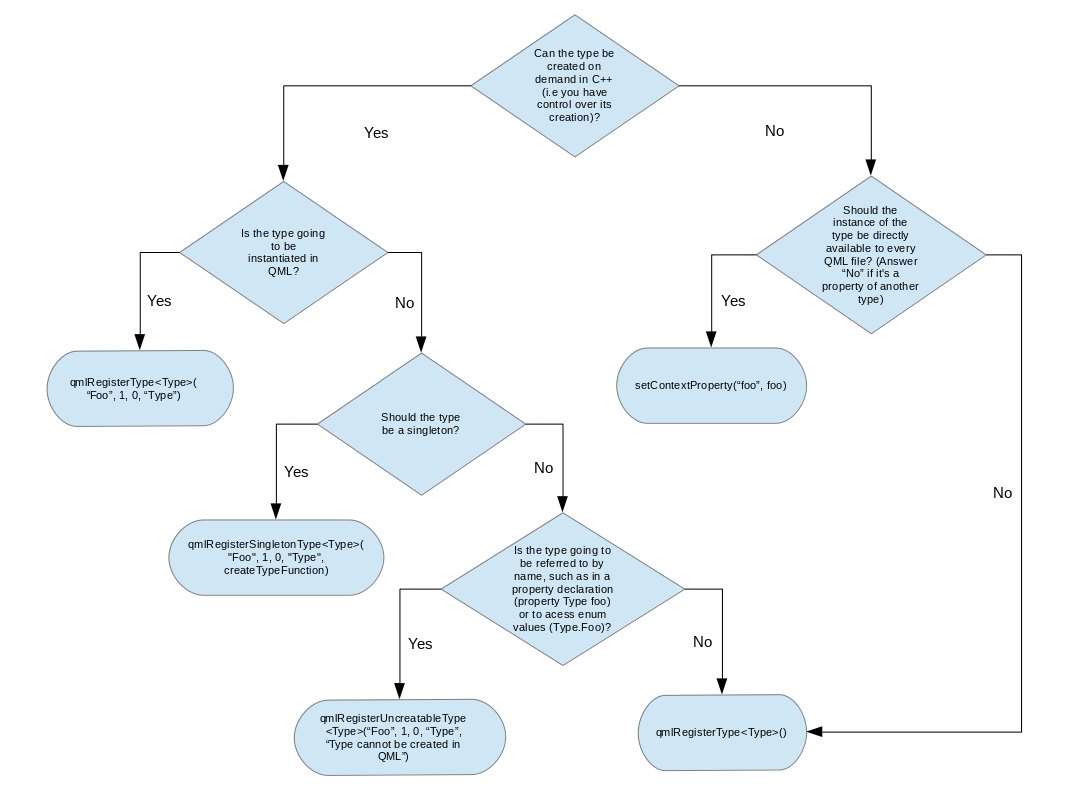 Can the type be
created on
demand in C++
(i.e you have
control over its
creation)?
Yes
No
Is the type going
to be
instantiated in
QML?
Should the
instance of the
type be directly
available to every
QML file? (Answer
“No” if it's a
property of another
type)
Yes
No
Yes
No
qmlRegisterType<Type>(
“Foo”, 1, 0, “Type”)
Should the type
be a singleton?
setContextProperty(“foo”, foo)
Yes
No
qmlRegisterSingletonType<Type>(
"Foo", 1, 0, "Type",
createTypeFunction)
Is the type going to
be referred to by
name, such as in a
property declaration
(property Type foo)
or to acess enum
values (Type.Foo)?
Yes
No
qmlRegisterUncreatableType
<Type>(“Foo”, 1, 0, “Type”,
“Type cannot be created in
QML”)
qmlRegisterType<Type>()